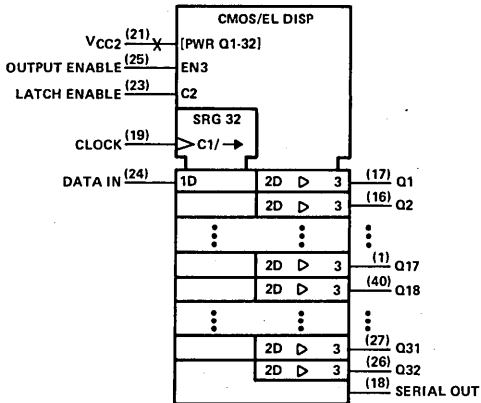 CMOS/EL DISP
VCC2 (21) [PWR Q1-32]
OUTPUT ENABLE (25) EN3
LATCH ENABLE (23) C2
SRG 32
CLOCK (19) C1/
DATA IN (24) 1D 2D 3 (17) Q1
2D 3 (16) Q2
2D 3 (1) Q17
2D 3 (40) Q18
2D 3 (27) Q31
2D 3 (26) Q32
(18) SERIAL OUT